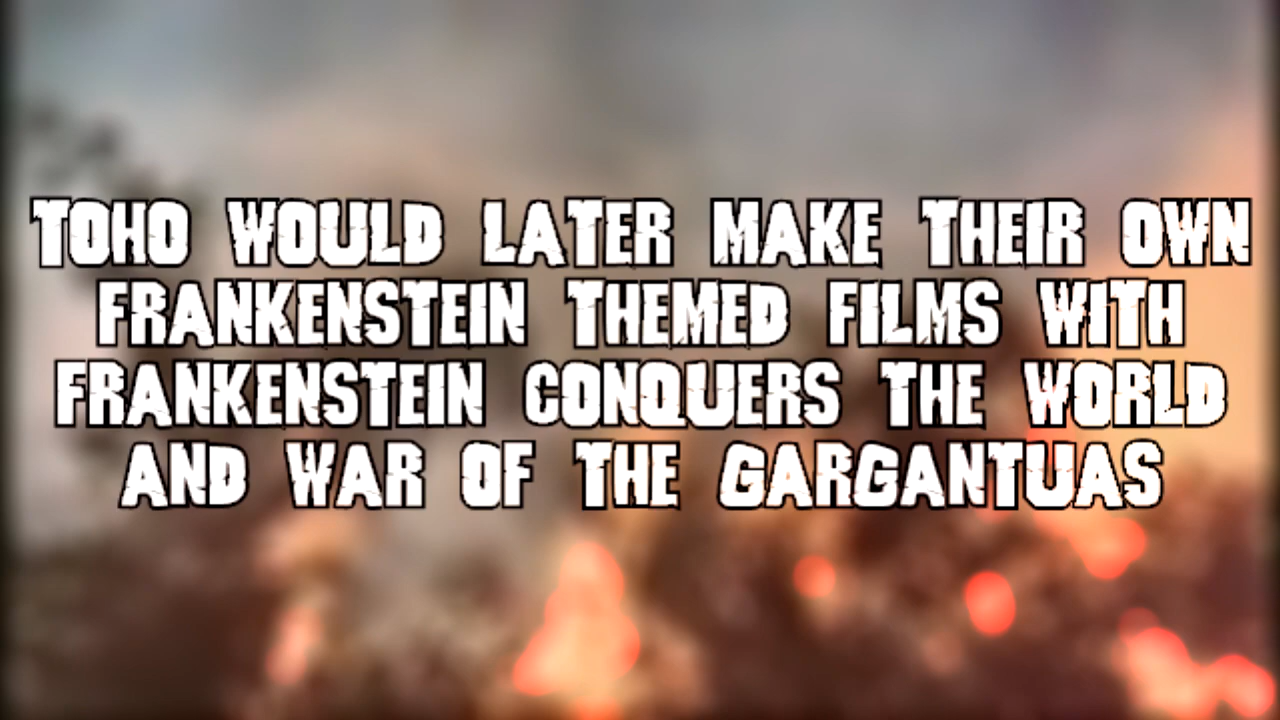 TOHO WOULD LATER MAKE THEIR OWN
FRANKENSTEIN THEMED FILMS WITH
FRANKENSTEIN CONQUERS THE WORLD
AND WAR OF THE GARGANTUAS